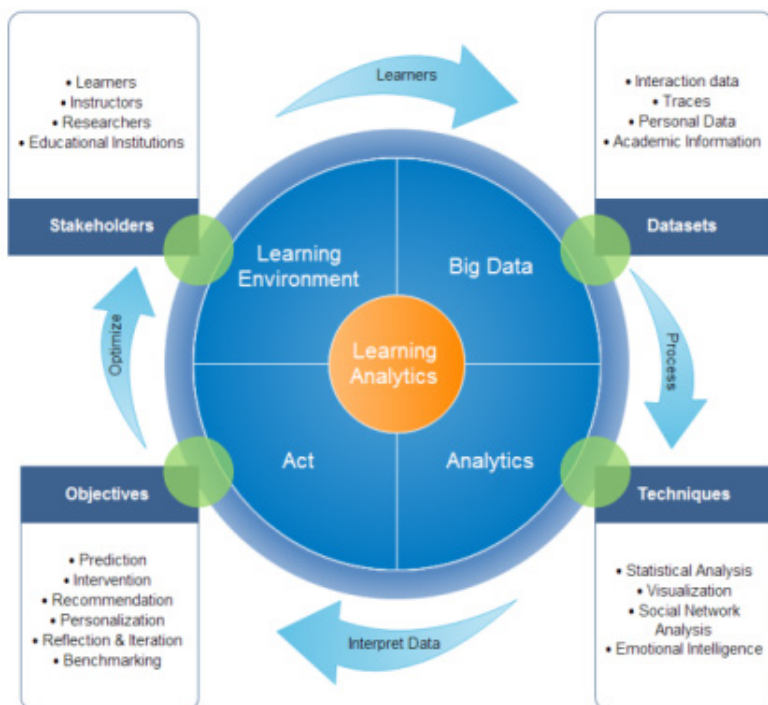 • Learners
• Instructors
• Researchers
• Educational Institutions
Stakeholders
Learners
• Interaction data
• Traces
• Personal Data
• Academic Information
Datasets
Learning
Environment
Big Data
Optimize
Learning
Analytics
Process
Act
Analytics
Objectives
• Prediction
• Intervention
• Recommendation
• Personalization
• Reflection & Iteration
• Benchmarking
Interpret Data
Techniques
• Statistical Analysis
• Visualization
• Social Network
Analysis
• Emotional Intelligence